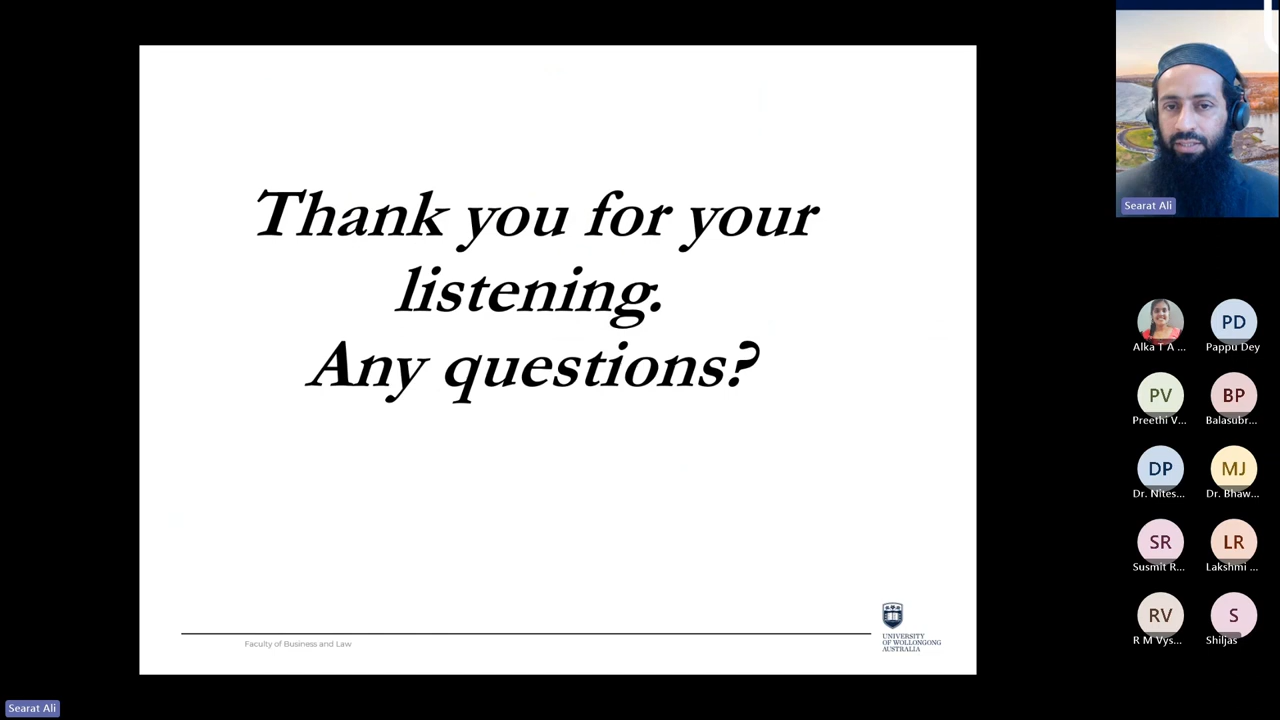 Thank you for your
listening.
Any questions?
Faculty of Business and Law
UNIVERSITY
OF WOLLONGONG
AUSTRALIA
Searat Ali
Alka T A ...
PD
Pappu Dey
PV
Preethi V...
BP
Balasubr...
DP
Dr. Nites...
MJ
Dr. Bhaw...
SR
Susmit R...
LR
Lakshmi ...
RV
R M Vys...
S
Shiljas
Searat Ali